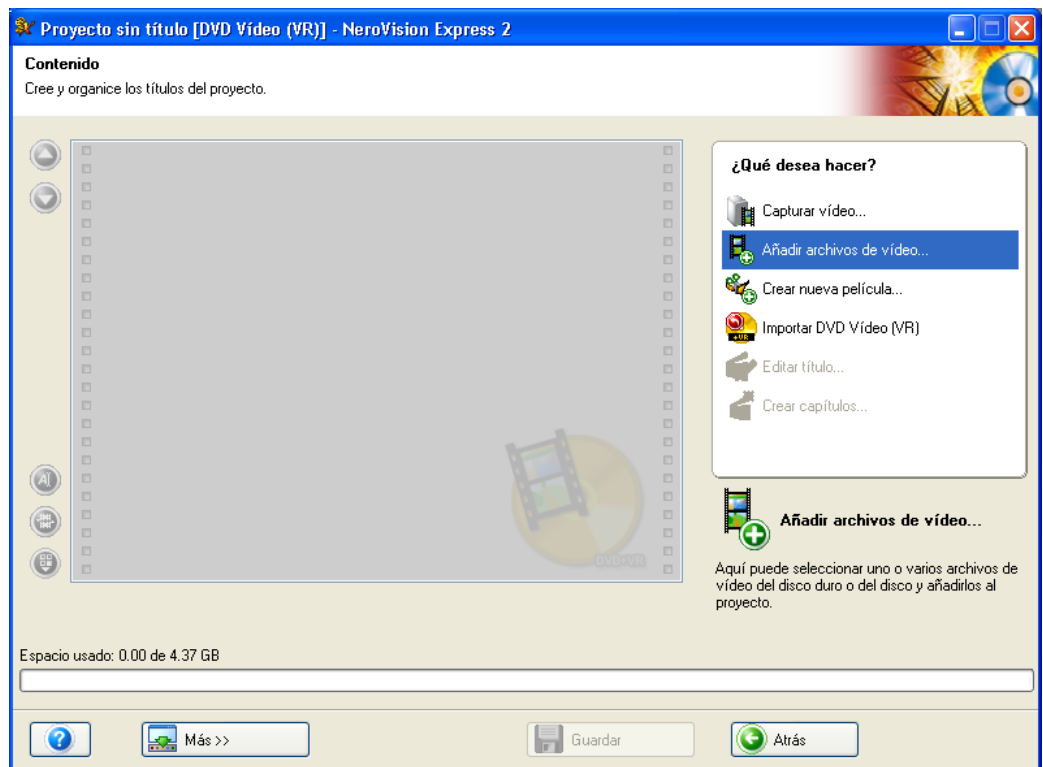 Proyecto sin título [DVD Vídeo (VR)] - NeroVision Express 2
Contenido
Cree y organice los títulos del proyecto.
¿Qué desea hacer?
Capturar vídeo...
Añadir archivos de vídeo...
Crear nueva película...
Importar DVD Vídeo (VR)
Editar título...
Crear capítulos...
Añadir archivos de vídeo...
Aquí puede seleccionar uno o varios archivos de
vídeo del disco duro o del disco y añadirlos al
proyecto.
DVD+VR
Espacio usado: 0.00 de 4.37 GB
Más >>
Guardar
Atrás